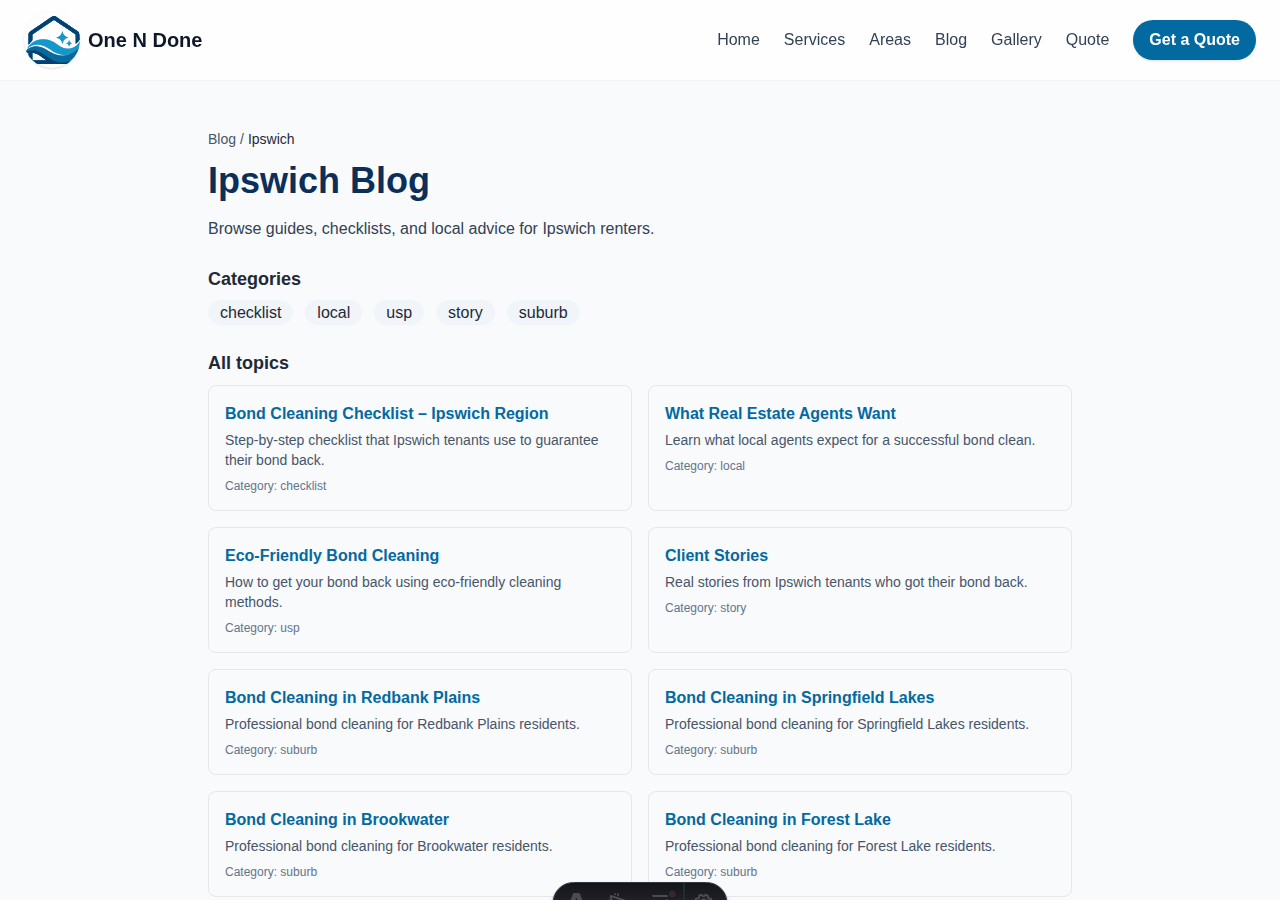 One N Done
Home Services Areas Blog Gallery Quote Get a Quote
Blog / Ipswich
Ipswich Blog
Browse guides, checklists, and local advice for Ipswich renters.
Categories
checklist local usp story suburb
All topics
Bond Cleaning Checklist – Ipswich Region
Step-by-step checklist that Ipswich tenants use to guarantee
their bond back.
Category: checklist
What Real Estate Agents Want
Learn what local agents expect for a successful bond clean.
Category: local
Eco-Friendly Bond Cleaning
How to get your bond back using eco-friendly cleaning
methods.
Category: usp
Client Stories
Real stories from Ipswich tenants who got their bond back.
Category: story
Bond Cleaning in Redbank Plains
Professional bond cleaning for Redbank Plains residents.
Category: suburb
Bond Cleaning in Springfield Lakes
Professional bond cleaning for Springfield Lakes residents.
Category: suburb
Bond Cleaning in Brookwater
Professional bond cleaning for Brookwater residents.
Category: suburb
Bond Cleaning in Forest Lake
Professional bond cleaning for Forest Lake residents.
Category: suburb